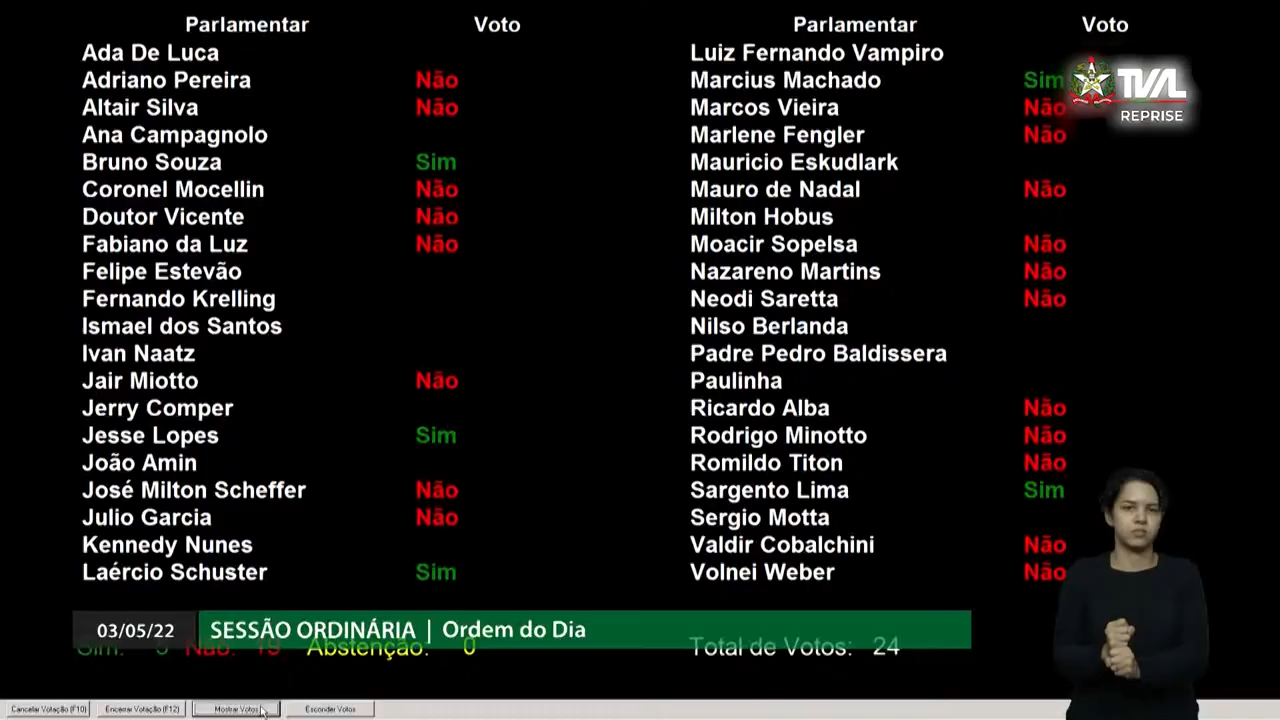 Parlamentar Voto Parlamentar Voto
Ada De Luca Luiz Fernando Vampiro
Adriano Pereira Não Marcius Machado Sim
Altair Silva Não Marcos Vieira Não
Ana Campagnolo Marlene Fengler Não
Bruno Souza Sim Mauricio Eskudlark
Coronel Mocellin Não Mauro de Nadal Não
Doutor Vicente Não Milton Hobus
Fabiano da Luz Não Moacir Sopelsa Não
Felipe Estevão Nazareno Martins Não
Fernando Krelling Neodi Saretta Não
Ismael dos Santos Nilso Berlanda
Ivan Naatz Padre Pedro Baldissera
Jair Miotto Não Paulinha
Jerry Comper Ricardo Alba Não
Jesse Lopes Sim Rodrigo Minotto Não
João Amin Romildo Titon Não
José Milton Scheffer Não Sargento Lima Sim
Julio Garcia Não Sergio Motta
Kennedy Nunes Valdir Cobalchini Não
Laércio Schuster Sim Volnei Weber Não
TVAL
REPRISE
03/05/22 SESSÃO ORDINÁRIA | Ordem do Dia
Sim: 5 Não: 19 Abstenção: 0 Total de Votos: 24
Cancelar Votação (F10) Encerrar Votação (F12) Mostrar Votos Esconder Votos